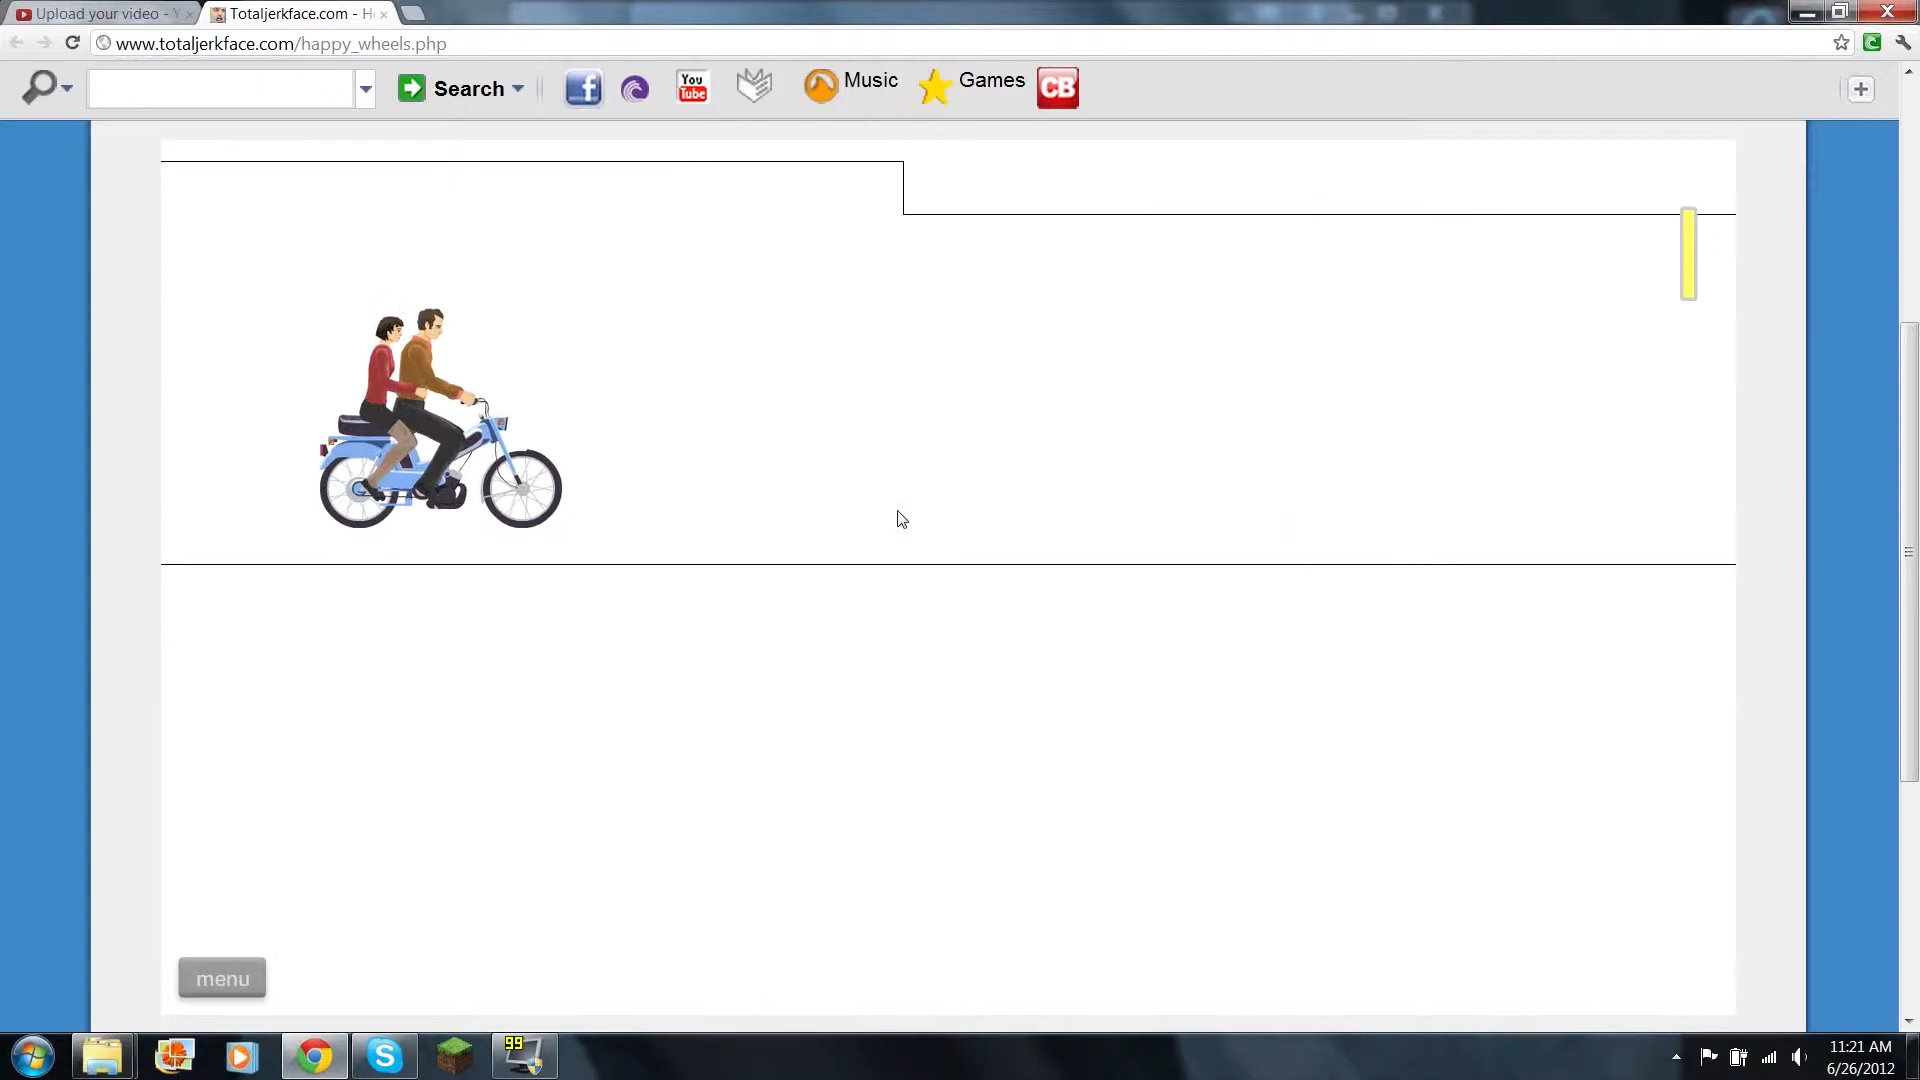 Upload your video - Y
Totaljerkface.com - H
www.totaljerkface.com/happy_wheels.php
Search
You
Tube
Music
Games
CB
menu
99
11:21 AM
6/26/2012